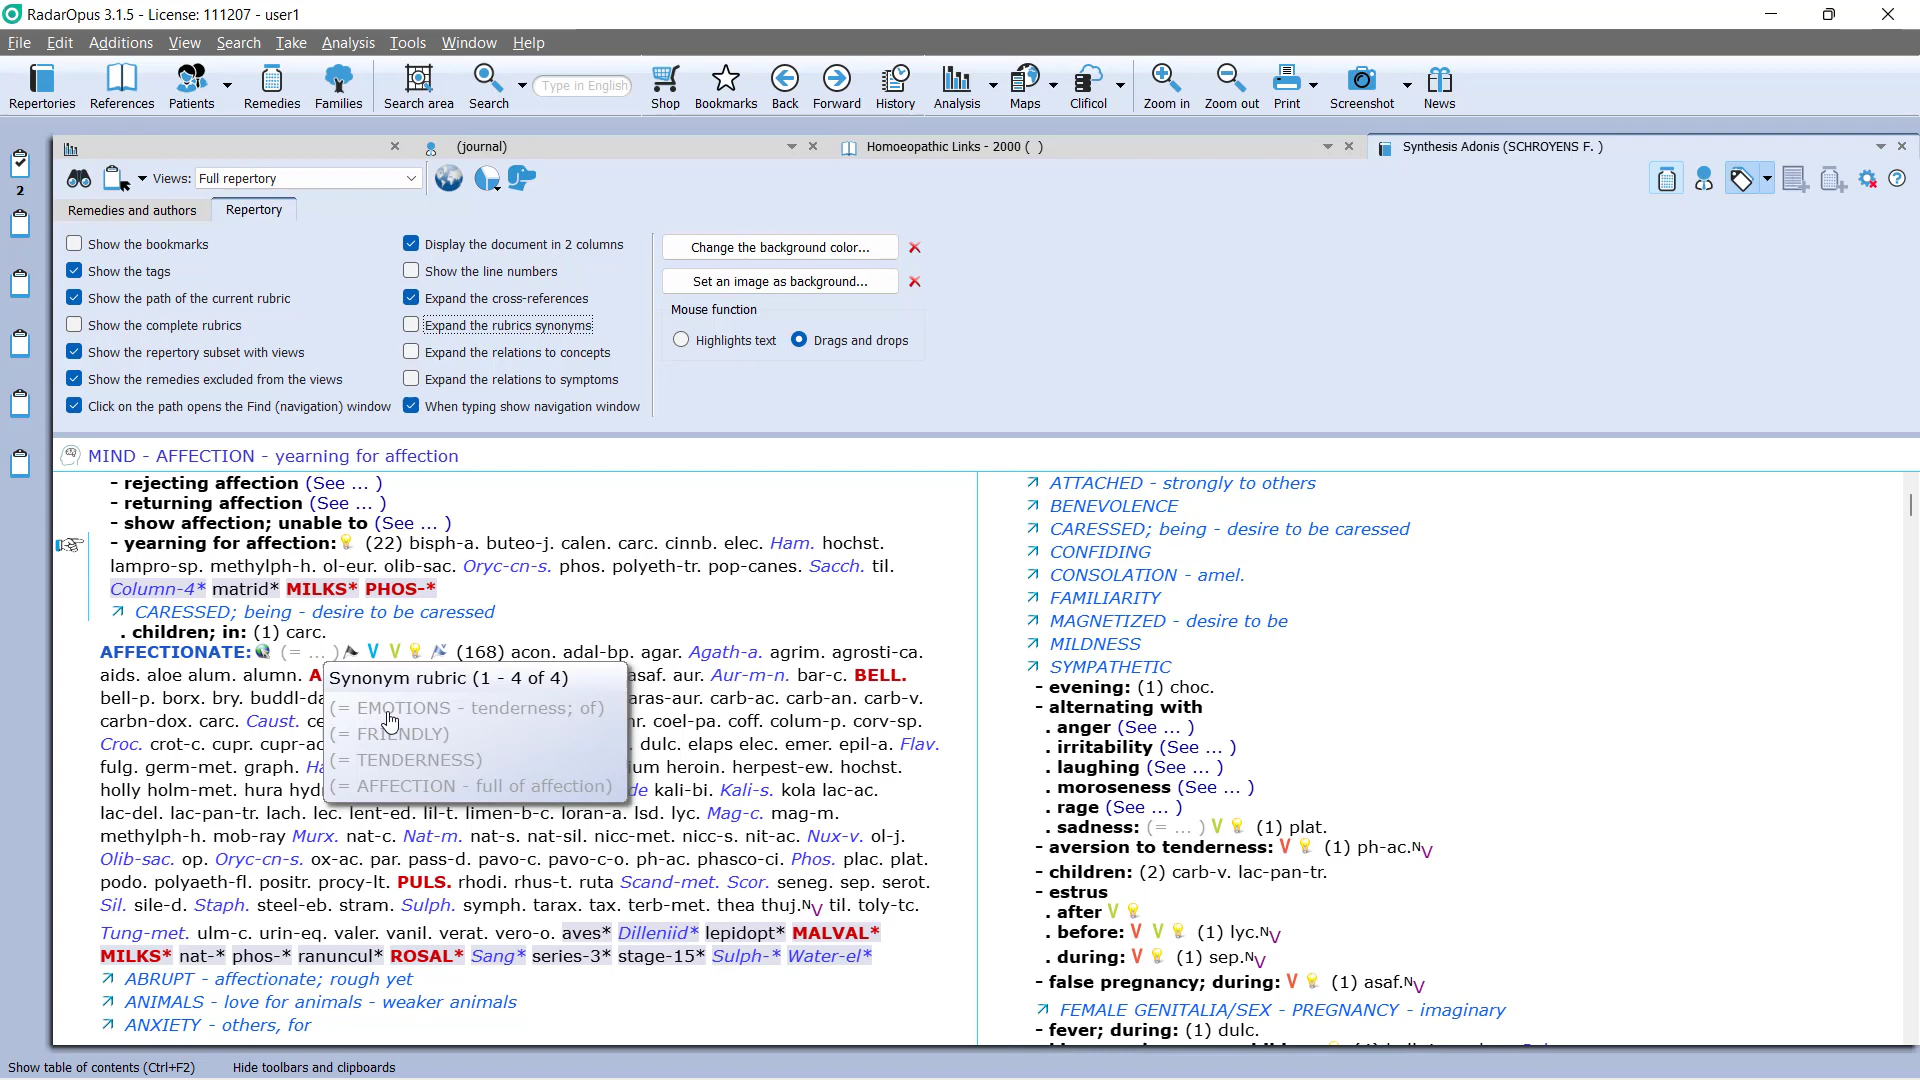 RadarOpus 3.1.5 - License: 111207 - user1
File Edit Additions View Search Take Analysis Tools Window Help
Type in English
Repertories References Patients Remedies Families Search area Search Shop Bookmarks Back Forward History Analysis Maps Clificol Zoom in Zoom out Print Screenshot News
(journal) Homoeopathic Links - 2000 ( ) Synthesis Adonis (SCHROYENS F. )
2 Views: Full repertory
Remedies and authors Repertory
Show the bookmarks Display the document in 2 columns Change the background color...
Show the tags Show the line numbers Set an image as background...
Show the path of the current rubric Expand the cross-references Mouse function
Show the complete rubrics Expand the rubrics synonyms
Show the repertory subset with views Expand the relations to concepts Highlights text Drags and drops
Show the remedies excluded from the views Expand the relations to symptoms
Click on the path opens the Find (navigation) window When typing show navigation window
MIND - AFFECTION - yearning for affection
- rejecting affection (See ... )
- returning affection (See ... )
- show affection; unable to (See ... )
- yearning for affection: (22) bisph-a. buteo-j. calen. carc. cinnb. elec. Ham. hochst.
lampro-sp. methylph-h. ol-eur. olib-sac. Oryc-cn-s. phos. polyeth-tr. pop-canes. Sacch. til.
Column-4* matrid* MILKS* PHOS-*
CARESSED; being - desire to be caressed
. children; in: (1) carc.
AFFECTIONATE: (= ... ) V V (168) acon. adal-bp. agar. Agath-a. agrim. agrosti-ca.
aids. aloe alum. alumn. asaf. aur. Aur-m-n. bar-c. BELL.
bell-p. borx. bry. buddl-da aras-aur. carb-ac. carb-an. carb-v.
carbn-dox. carc. Caust. ce coel-pa. coff. colum-p. corv-sp.
Croc. crot-c. cupr. cupr-ac dulc. elaps elec. emer. epil-a. Flav.
fulg. germ-met. graph. Ha um heroin. herpest-ew. hochst.
holly holm-met. hura hyd de kali-bi. Kali-s. kola lac-ac.
lac-del. lac-pan-tr. lach. lec. lent-ed. lil-t. limen-b-c. loran-a. lsd. lyc. Mag-c. mag-m.
methylph-h. mob-ray Murx. nat-c. Nat-m. nat-s. nat-sil. nicc-met. nicc-s. nit-ac. Nux-v. ol-j.
Olib-sac. op. Oryc-cn-s. ox-ac. par. pass-d. pavo-c. pavo-c-o. ph-ac. phasco-ci. Phos. plac. plat.
podo. polyaeth-fl. positr. procy-lt. PULS. rhodi. rhus-t. ruta Scand-met. Scor. seneg. sep. serot.
Sil. sile-d. Staph. steel-eb. stram. Sulph. symph. tarax. tax. terb-met. thea thuj.NV til. toly-tc.
Tung-met. ulm-c. urin-eq. valer. vanil. verat. vero-o. aves* Dilleniid* lepidopt* MALVAL*
MILKS* nat-* phos-* ranuncul* ROSAL* Sang* series-3* stage-15* Sulph-* Water-el*
ABRUPT - affectionate; rough yet
ANIMALS - love for animals - weaker animals
ANXIETY - others, for
Synonym rubric (1 - 4 of 4)
(= EMOTIONS - tenderness; of)
(= FRIENDLY)
(= TENDERNESS)
(= AFFECTION - full of affection)
ATTACHED - strongly to others
BENEVOLENCE
CARESSED; being - desire to be caressed
CONFIDING
CONSOLATION - amel.
FAMILIARITY
MAGNETIZED - desire to be
MILDNESS
SYMPATHETIC
- evening: (1) choc.
- alternating with
. anger (See ... )
. irritability (See ... )
. laughing (See ... )
. moroseness (See ... )
. rage (See ... )
. sadness: (= ... ) V (1) plat.
- aversion to tenderness: V (1) ph-ac.NV
- children: (2) carb-v. lac-pan-tr.
- estrus
. after V
. before: V V (1) lyc.NV
. during: V (1) sep.NV
- false pregnancy; during: V (1) asaf.NV
FEMALE GENITALIA/SEX - PREGNANCY - imaginary
- fever; during: (1) dulc.
Show table of contents (Ctrl+F2) Hide toolbars and clipboards